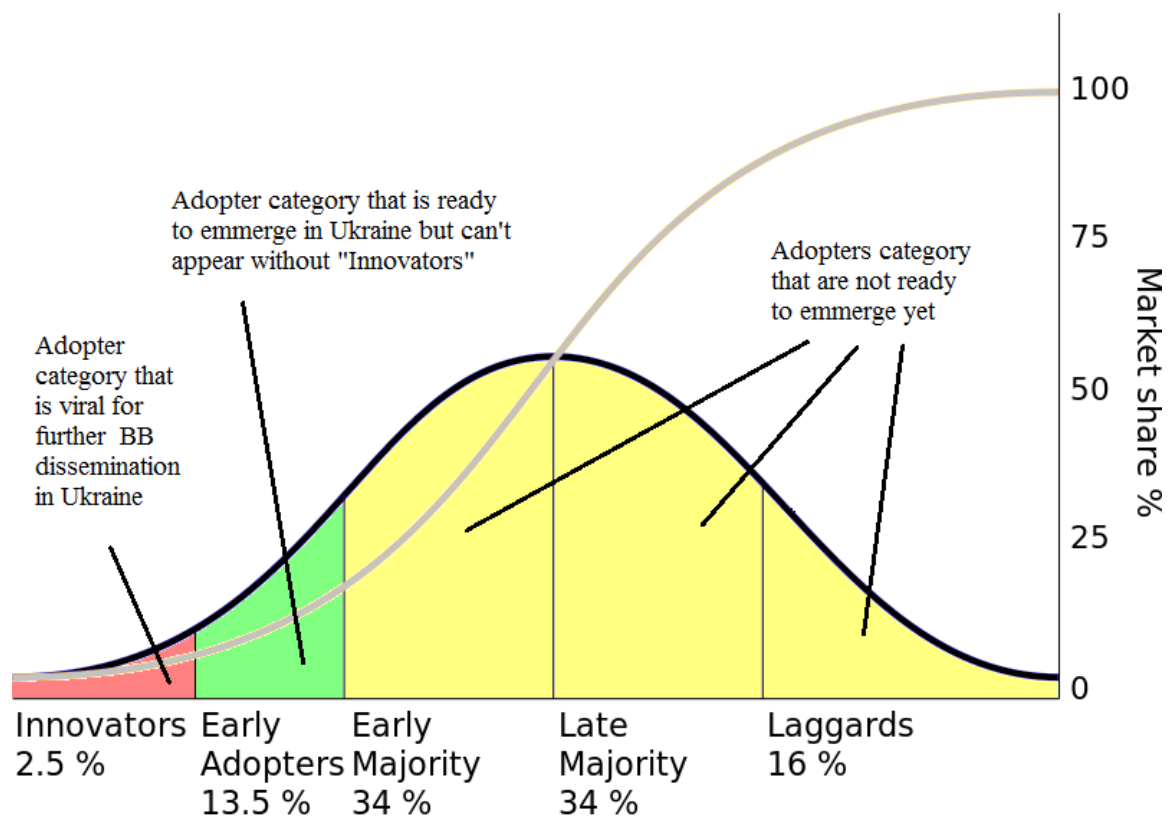 Adopter category that is ready
to emmerge in Ukraine but can't
appear without "Innovators"
Adopters category
that are not ready
to emmerge yet
Adopter
category that
is viral for
further BB
dissemination
in Ukraine
100
75
50
25
0
Market share %
Innovators
2.5 %
Early
Adopters
13.5 %
Early
Majority
34 %
Late
Majority
34 %
Laggards
16 %